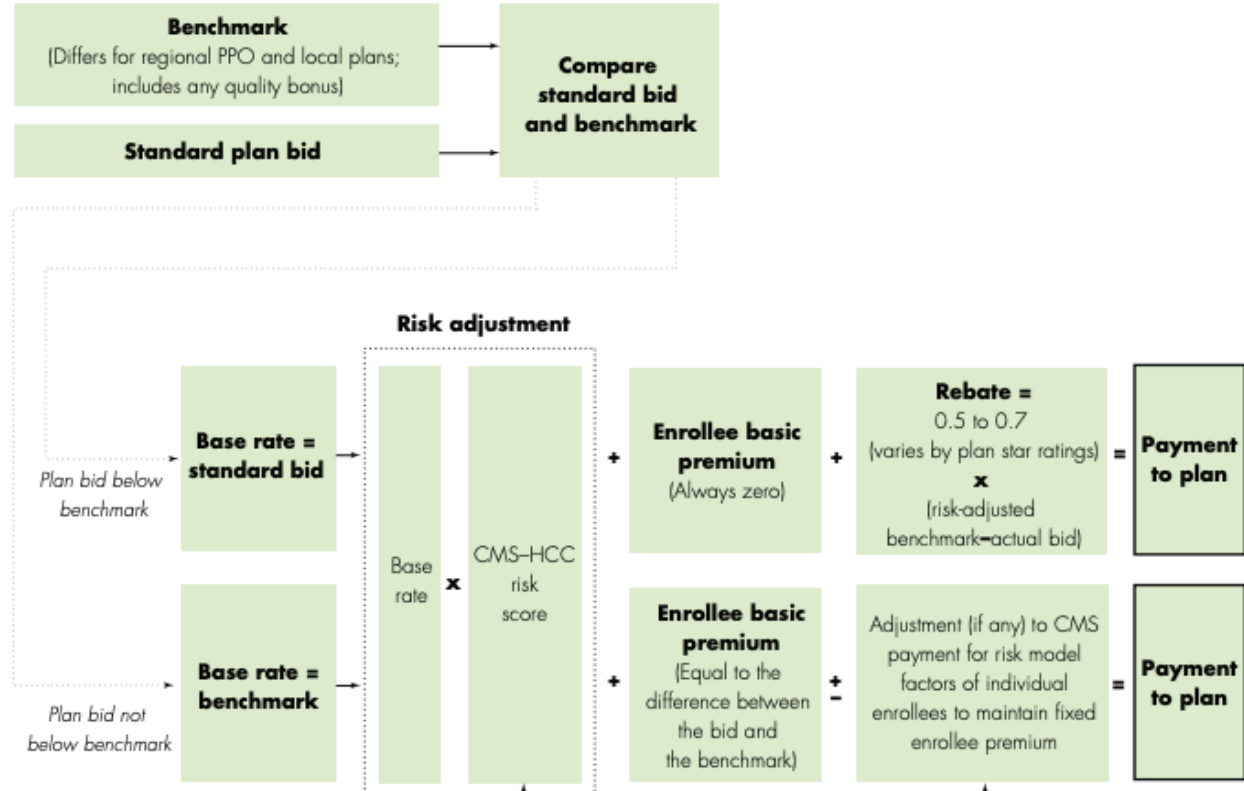 Benchmark
(Differs for regional PPO and local plans;
includes any quality bonus)
Standard plan bid
Compare
standard bid
and benchmark
Risk adjustment
Plan bid below
benchmark
Base rate =
standard bid
Base
rate
x
CMS–HCC
risk
score
+
Enrollee basic
premium
(Always zero)
+
Rebate =
0.5 to 0.7
(varies by plan star ratings)
x
(risk-adjusted
benchmark–actual bid)
=
Payment
to plan
Plan bid not
below benchmark
Base rate =
benchmark
+
Enrollee basic
premium
(Equal to the
difference between
the bid and
the benchmark)
+
–
Adjustment (if any) to CMS
payment for risk model
factors of individual
enrollees to maintain fixed
enrollee premium
=
Payment
to plan